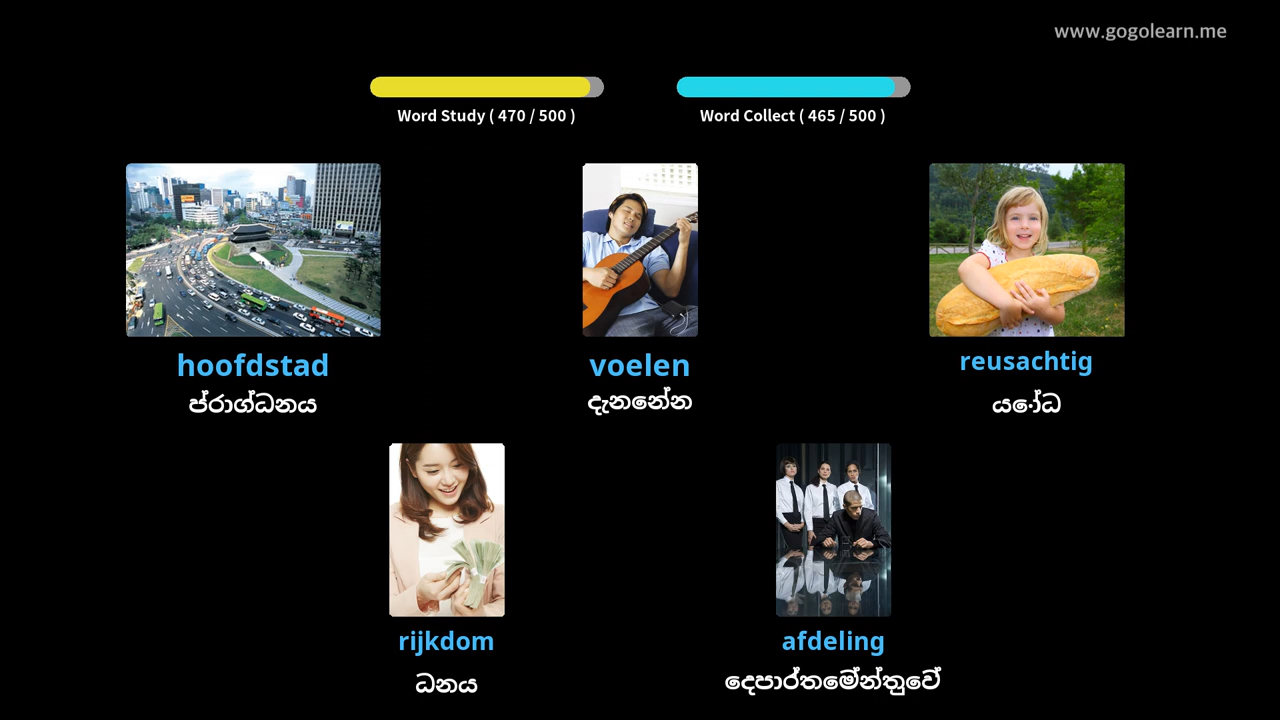 www.gogolearn.me
Word Study ( 470 / 500 )
Word Collect ( 465 / 500 )
hoofdstad
ප්රාග්ධනය
voelen
දැනනේන
reusachtig
යෝධ
rijkdom
ධනය
afdeling
දෙපාර්තමේන්තුවේ